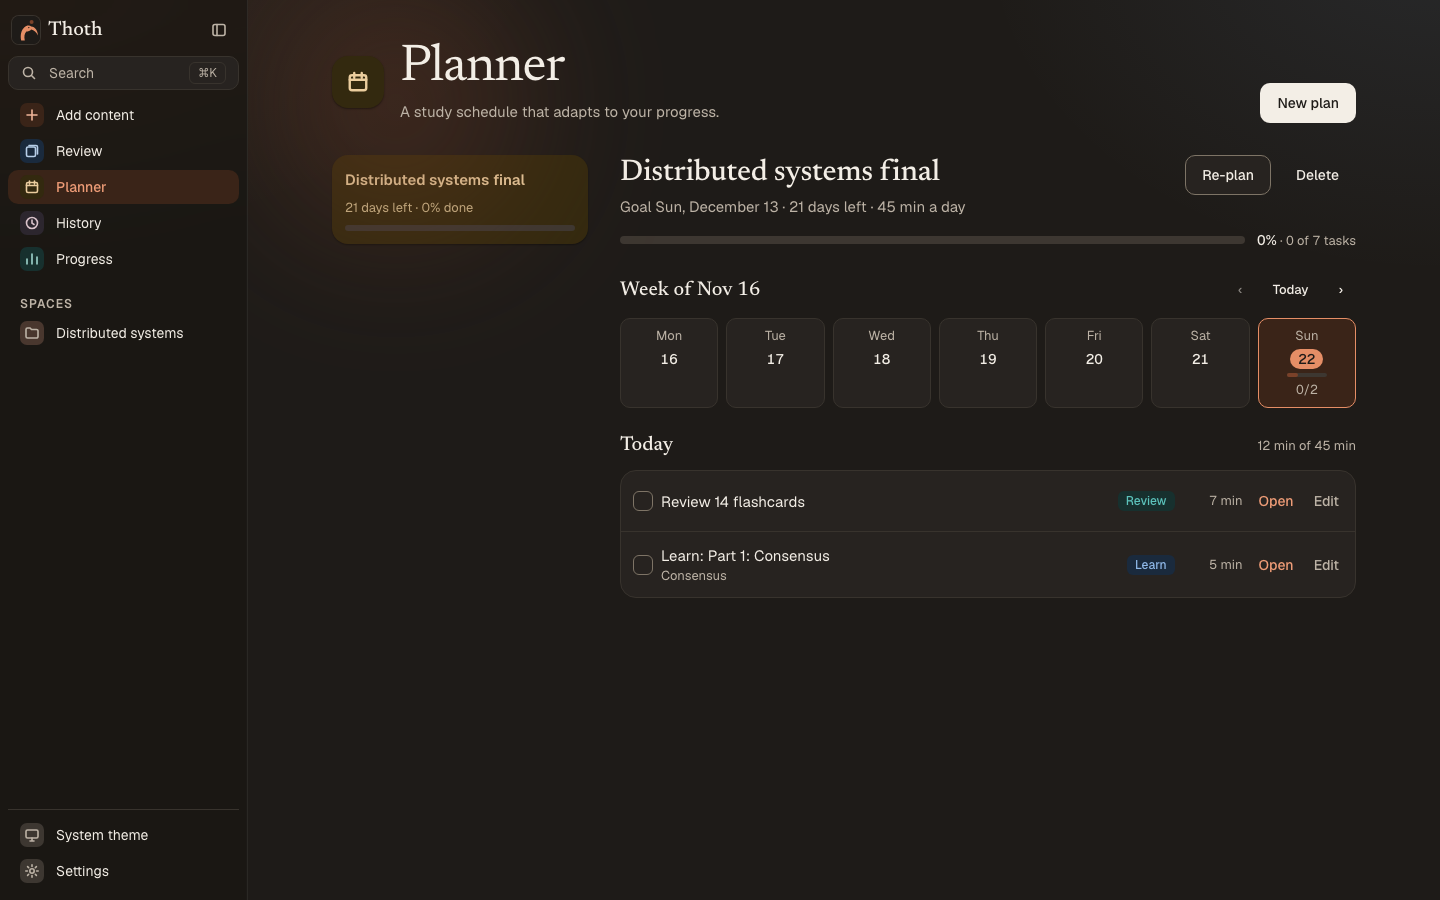 Thoth
Search ⌘K
Add content
Review
Planner
History
Progress
SPACES
Distributed systems
System theme
Settings
Planner
A study schedule that adapts to your progress.
New plan
Distributed systems final
21 days left · 0% done
Distributed systems final
Re-plan Delete
Goal Sun, December 13 · 21 days left · 45 min a day
0% · 0 of 7 tasks
Week of Nov 16
‹ Today ›
Mon Tue Wed Thu Fri Sat Sun
16 17 18 19 20 21 22
0/2
Today 12 min of 45 min
Review 14 flashcards Review 7 min Open Edit
Learn: Part 1: Consensus Learn 5 min Open Edit
Consensus